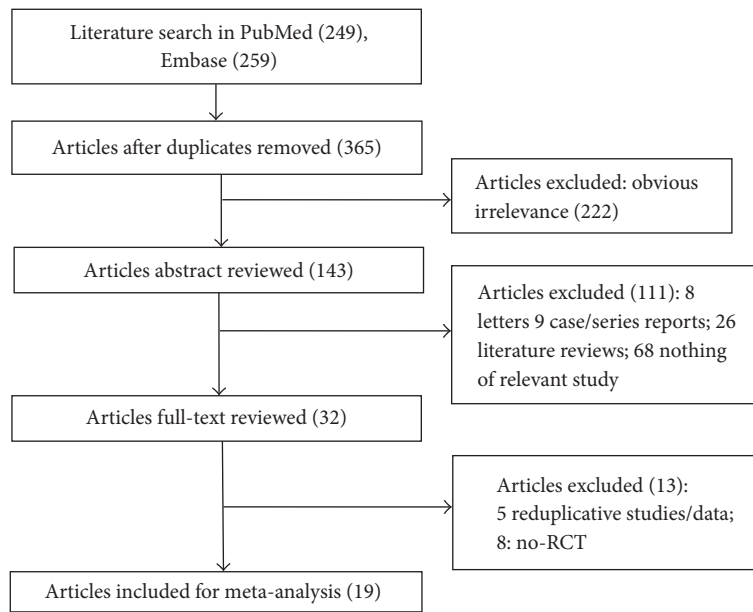 Literature search in PubMed (249),
Embase (259)
Articles after duplicates removed (365)
Articles excluded: obvious
irrelevance (222)
Articles abstract reviewed (143)
Articles excluded (111): 8
letters 9 case/series reports; 26
literature reviews; 68 nothing
of relevant study
Articles full-text reviewed (32)
Articles excluded (13):
5 reduplicative studies/data;
8: no-RCT
Articles included for meta-analysis (19)